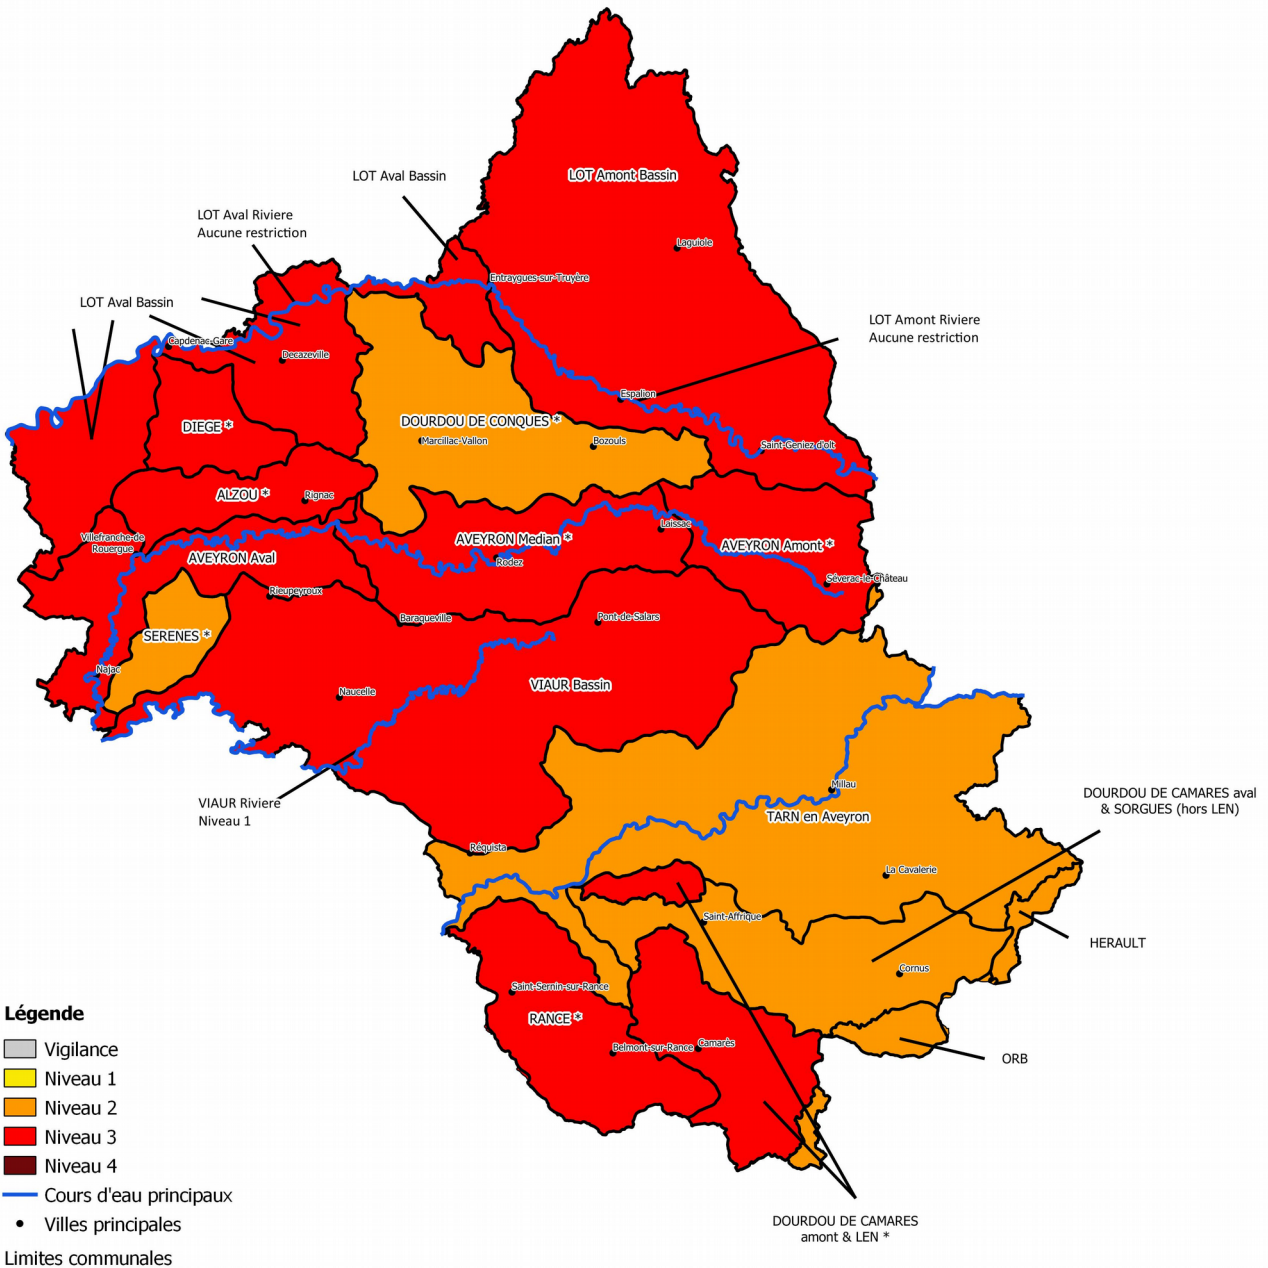 LOT Aval Bassin
LOT Amont Bassin
LOT Aval Riviere
Aucune restriction
Laguiole
Entraygues-sur-Truyère
LOT Aval Bassin
LOT Amont Riviere
Aucune restriction
Capdenac-Gare
Decazeville
Espalion
DIEGE *
DOURDOU DE CONQUES *
Marcillac-Vallon
Bozouls
Saint-Geniez d'olt
ALZOU *
Rignac
Laissac
Villefranche-de
Rouergue
AVEYRON Median *
AVEYRON Amont *
AVEYRON Aval
Rodez
Séverac-le-Château
Rieupeyroux
Baraqueville
Pont-de-Salars
SERENES *
Najac
Naucelle
VIAUR Bassin
VIAUR Riviere
Niveau 1
Millau
TARN en Aveyron
DOURDOU DE CAMARES aval
& SORGUES (hors LEN)
Réquista
La Cavalerie
Saint-Affrique
HERAULT
Cornus
Saint-Sernin-sur-Rance
RANCE *
Belmont-sur-Rance
Camarès
ORB
DOURDOU DE CAMARES
amont & LEN *
Légende
Vigilance
Niveau 1
Niveau 2
Niveau 3
Niveau 4
Cours d'eau principaux
Villes principales
Limites communales